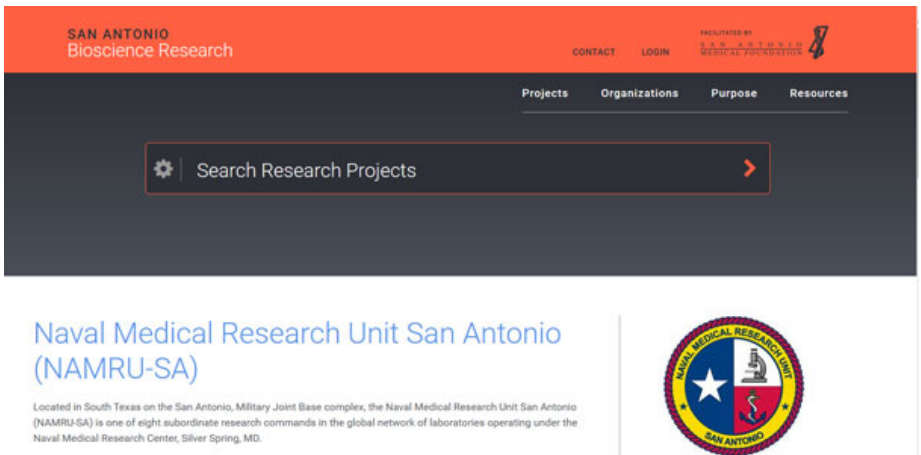 SAN ANTONIO
Bioscience Research
CONTACT LOGIN
FACILITATED BY
SAN ANTONIO
MEDICAL FOUNDATION
Projects Organizations Purpose Resources
Search Research Projects
Naval Medical Research Unit San Antonio
(NAMRU-SA)
Located in South Texas on the San Antonio, Military Joint Base complex, the Naval Medical Research Unit San Antonio
(NAMRU-SA) is one of eight subordinate research commands in the global network of laboratories operating under the
Naval Medical Research Center, Silver Spring, MD.
NAVAL MEDICAL RESEARCH UNIT
SAN ANTONIO